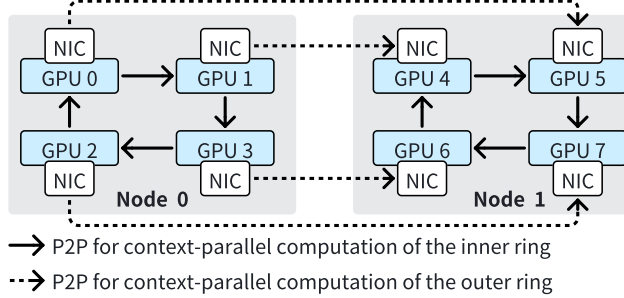 NIC NIC NIC NIC
GPU 0 GPU 1 GPU 4 GPU 5
GPU 2 GPU 3 GPU 6 GPU 7
NIC NIC NIC NIC
Node 0 Node 1
P2P for context-parallel computation of the inner ring
P2P for context-parallel computation of the outer ring